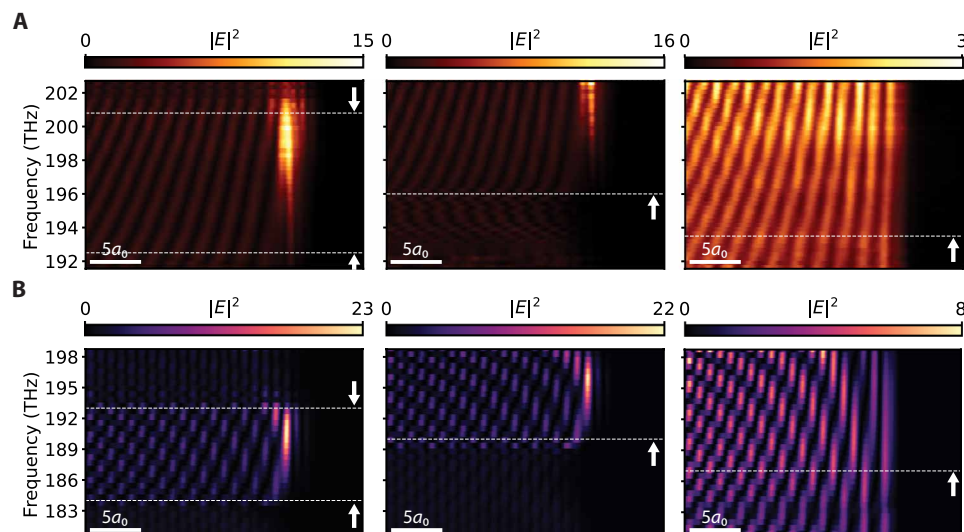 A
0 |E|² 15 0 |E|² 16 0 |E|² 3
Frequency (THz)
202
200
198
196
194
192
5a₀ 5a₀ 5a₀
B
0 |E|² 23 0 |E|² 22 0 |E|² 8
Frequency (THz)
198
195
192
189
186
183
5a₀ 5a₀ 5a₀